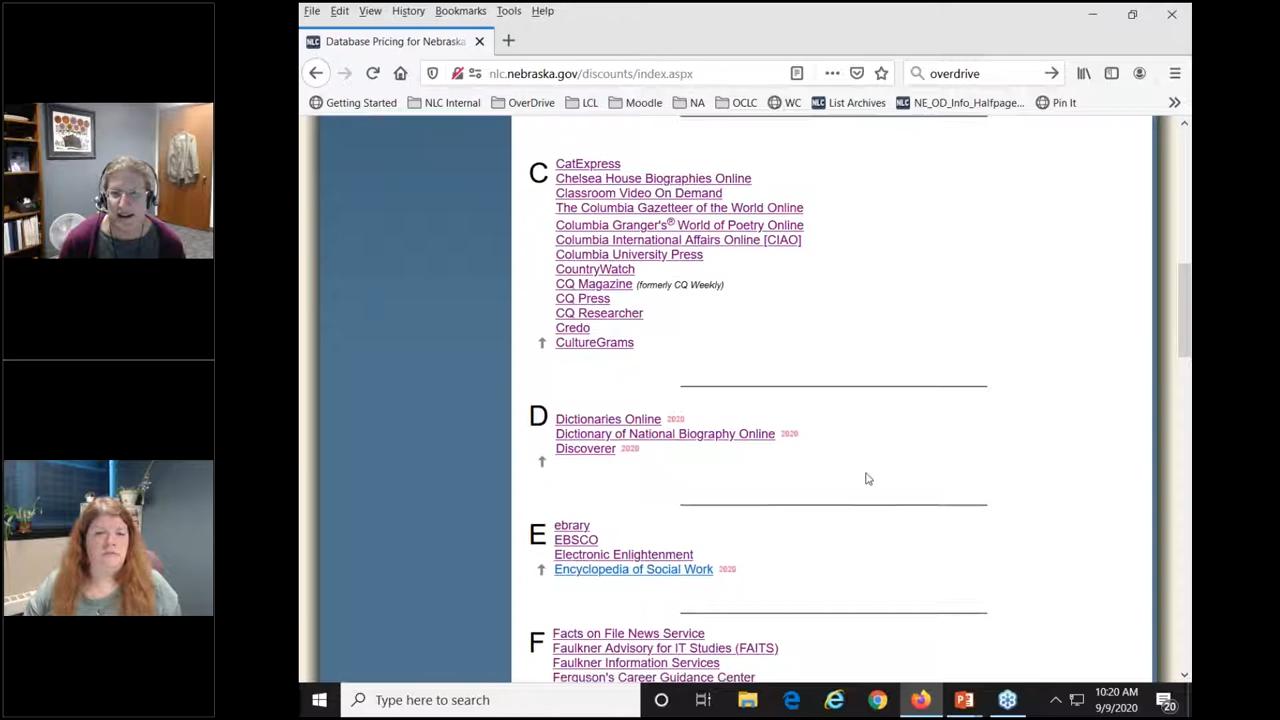 File Edit View History Bookmarks Tools Help
NLC Database Pricing for Nebraska
nlc.nebraska.gov/discounts/index.aspx
overdrive
Getting Started NLC Internal OverDrive LCL Moodle NA OCLC WC NLC List Archives NLC NE_OD_Info_Halfpage... Pin It
C
CatExpress
Chelsea House Biographies Online
Classroom Video On Demand
The Columbia Gazetteer of the World Online
Columbia Granger's® World of Poetry Online
Columbia International Affairs Online [CIAO]
Columbia University Press
CountryWatch
CQ Magazine (formerly CQ Weekly)
CQ Press
CQ Researcher
Credo
CultureGrams
D
Dictionaries Online 2020
Dictionary of National Biography Online 2020
Discoverer 2020
E
ebrary
EBSCO
Electronic Enlightenment
Encyclopedia of Social Work 2020
F
Facts on File News Service
Faulkner Advisory for IT Studies (FAITS)
Faulkner Information Services
Ferguson's Career Guidance Center
Type here to search
10:20 AM
9/9/2020
20